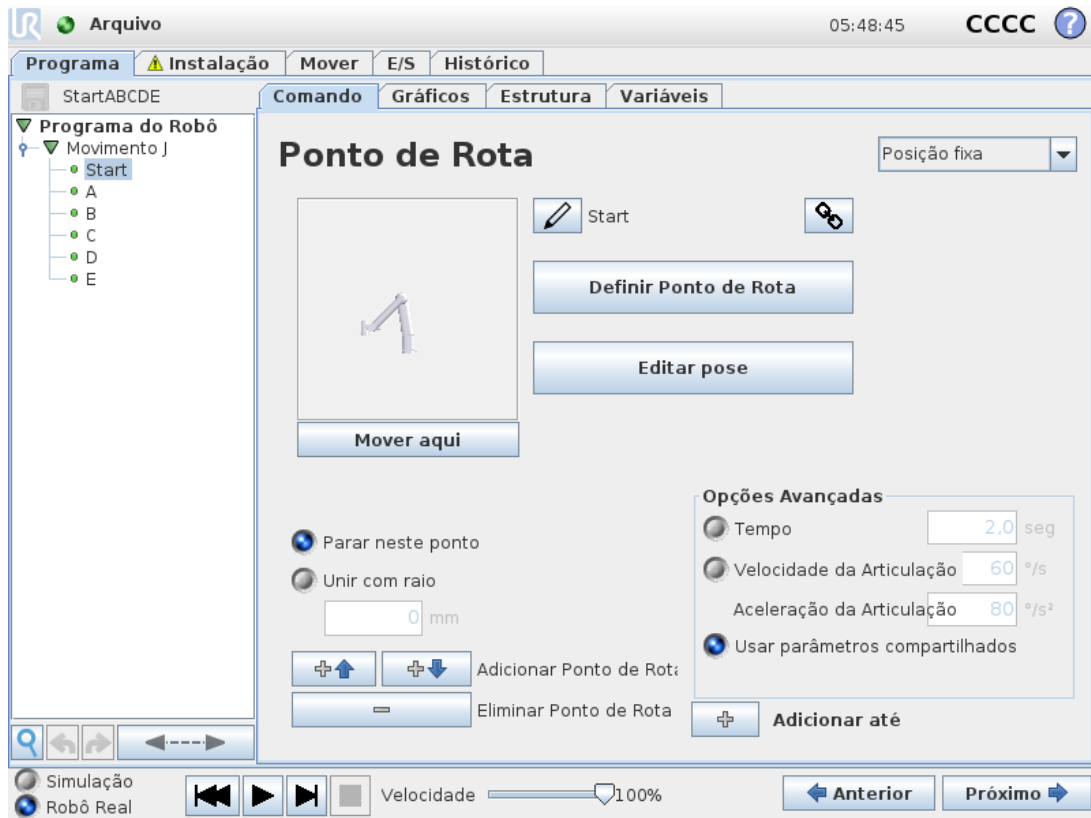 UR Arquivo 05:48:45 CCCC ?
Programa Instalação Mover E/S Histórico
StartABCDE Comando Gráficos Estrutura Variáveis
Programa do Robô
Movimento J
Start
A
B
C
D
E
Ponto de Rota Posição fixa
Start
Definir Ponto de Rota
Editar pose
Mover aqui
Parar neste ponto
Unir com raio
0 mm
Adicionar Ponto de Rota
Eliminar Ponto de Rota
Opções Avançadas
Tempo 2,0 seg
Velocidade da Articulação 60 °/s
Aceleração da Articulação 80 °/s²
Usar parâmetros compartilhados
Adicionar até
Simulação
Robô Real
Velocidade 100%
Anterior Próximo